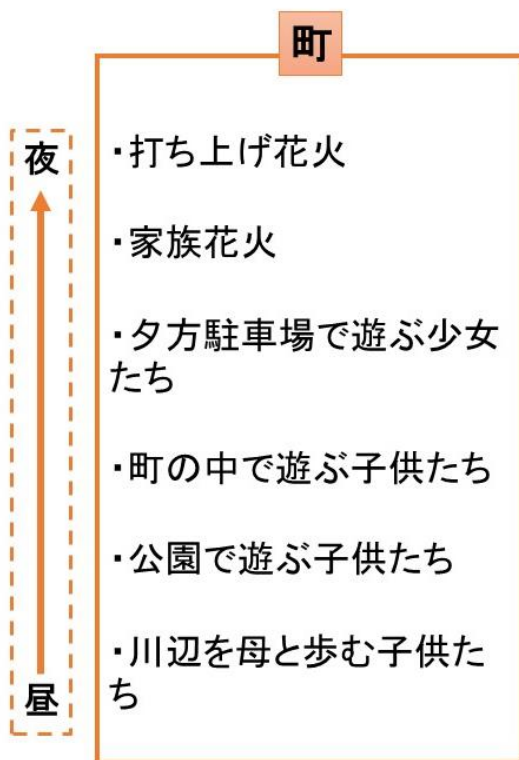 町
夜
昼
・打ち上げ花火
・家族花火
・夕方駐車場で遊ぶ少女
たち
・町の中で遊ぶ子供たち
・公園で遊ぶ子供たち
・川辺を母と歩む子供た
ち